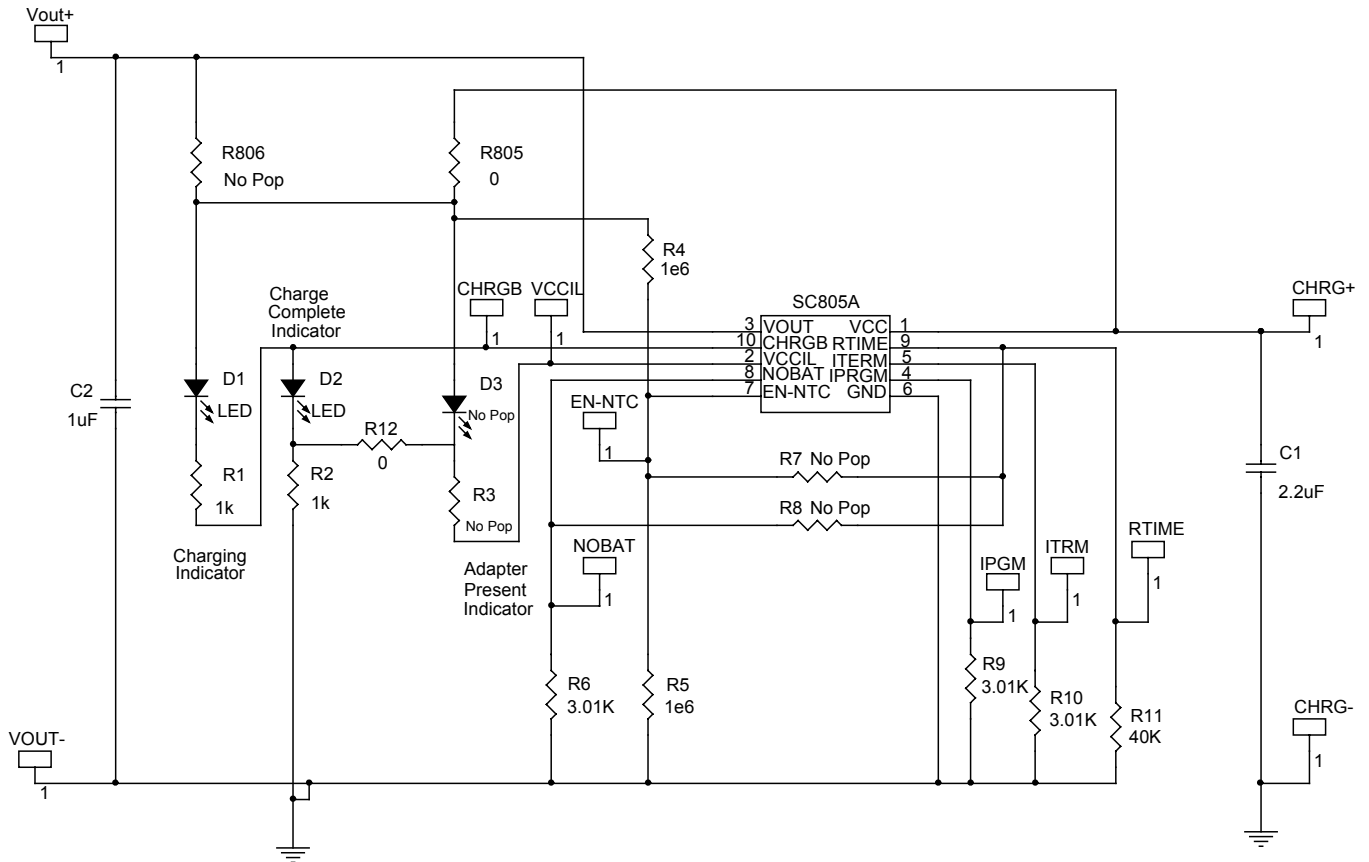 Vout+
1
R806
No Pop
R805
0
R4
1e6
Charge
Complete
Indicator
CHRGB
1
VCCIL
1
SC805A
3 VOUT VCC 1
10 CHRGB RTIME 9
2 VCCIL ITERM 5
8 NOBAT IPRGM 4
7 EN-NTC GND 6
CHRG+
1
C2
1uF
D1
LED
D2
LED
D3
No Pop
EN-NTC
1
R12
0
R1
1k
R2
1k
R3
No Pop
R7 No Pop
R8 No Pop
C1
2.2uF
Charging
Indicator
Adapter
Present
Indicator
NOBAT
1
IPGM
1
ITRM
1
RTIME
1
R6
3.01K
R5
1e6
R9
3.01K
R10
3.01K
R11
40K
VOUT-
1
CHRG-
1